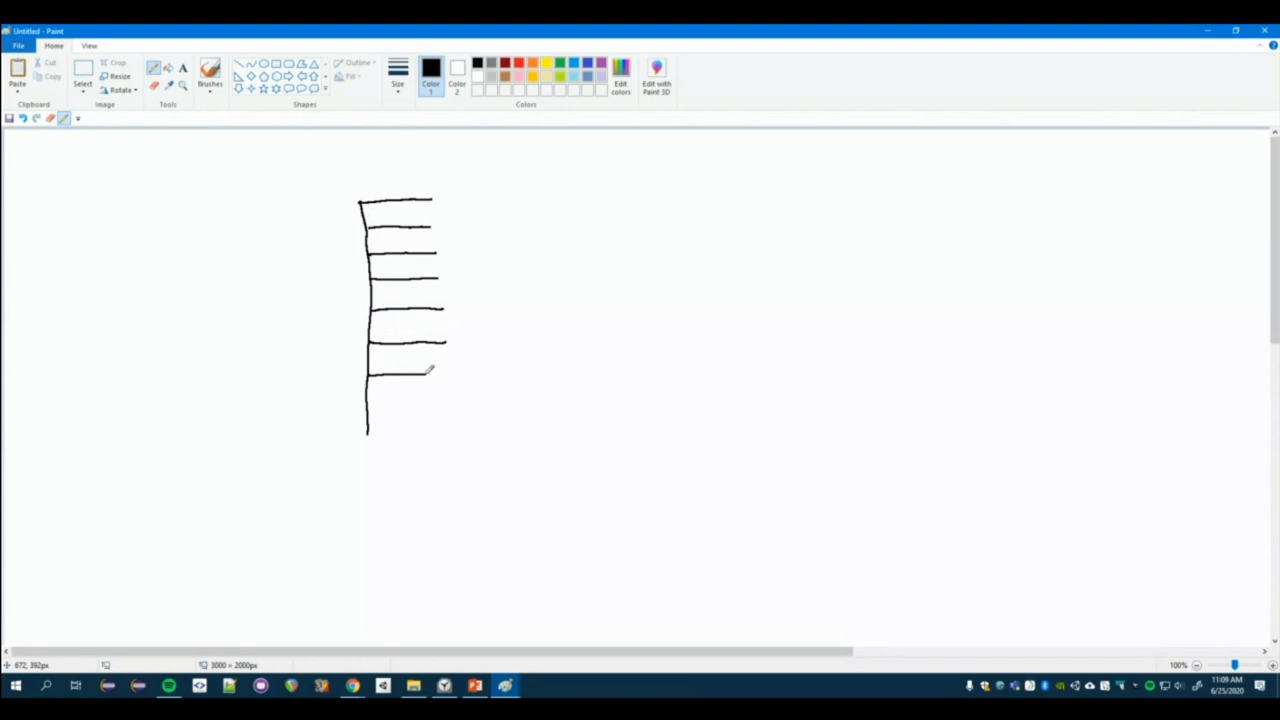 Untitled - Paint
File Home View
Paste
Cut
Copy
Clipboard
Select
Crop
Resize
Rotate
Image
Tools
Brushes
Shapes
Outline
Fill
Size
Color 1
Color 2
Edit colors
Colors
Edit with Paint 3D
672, 392px
3000 × 2000px
100%
11:09 AM
6/25/2020